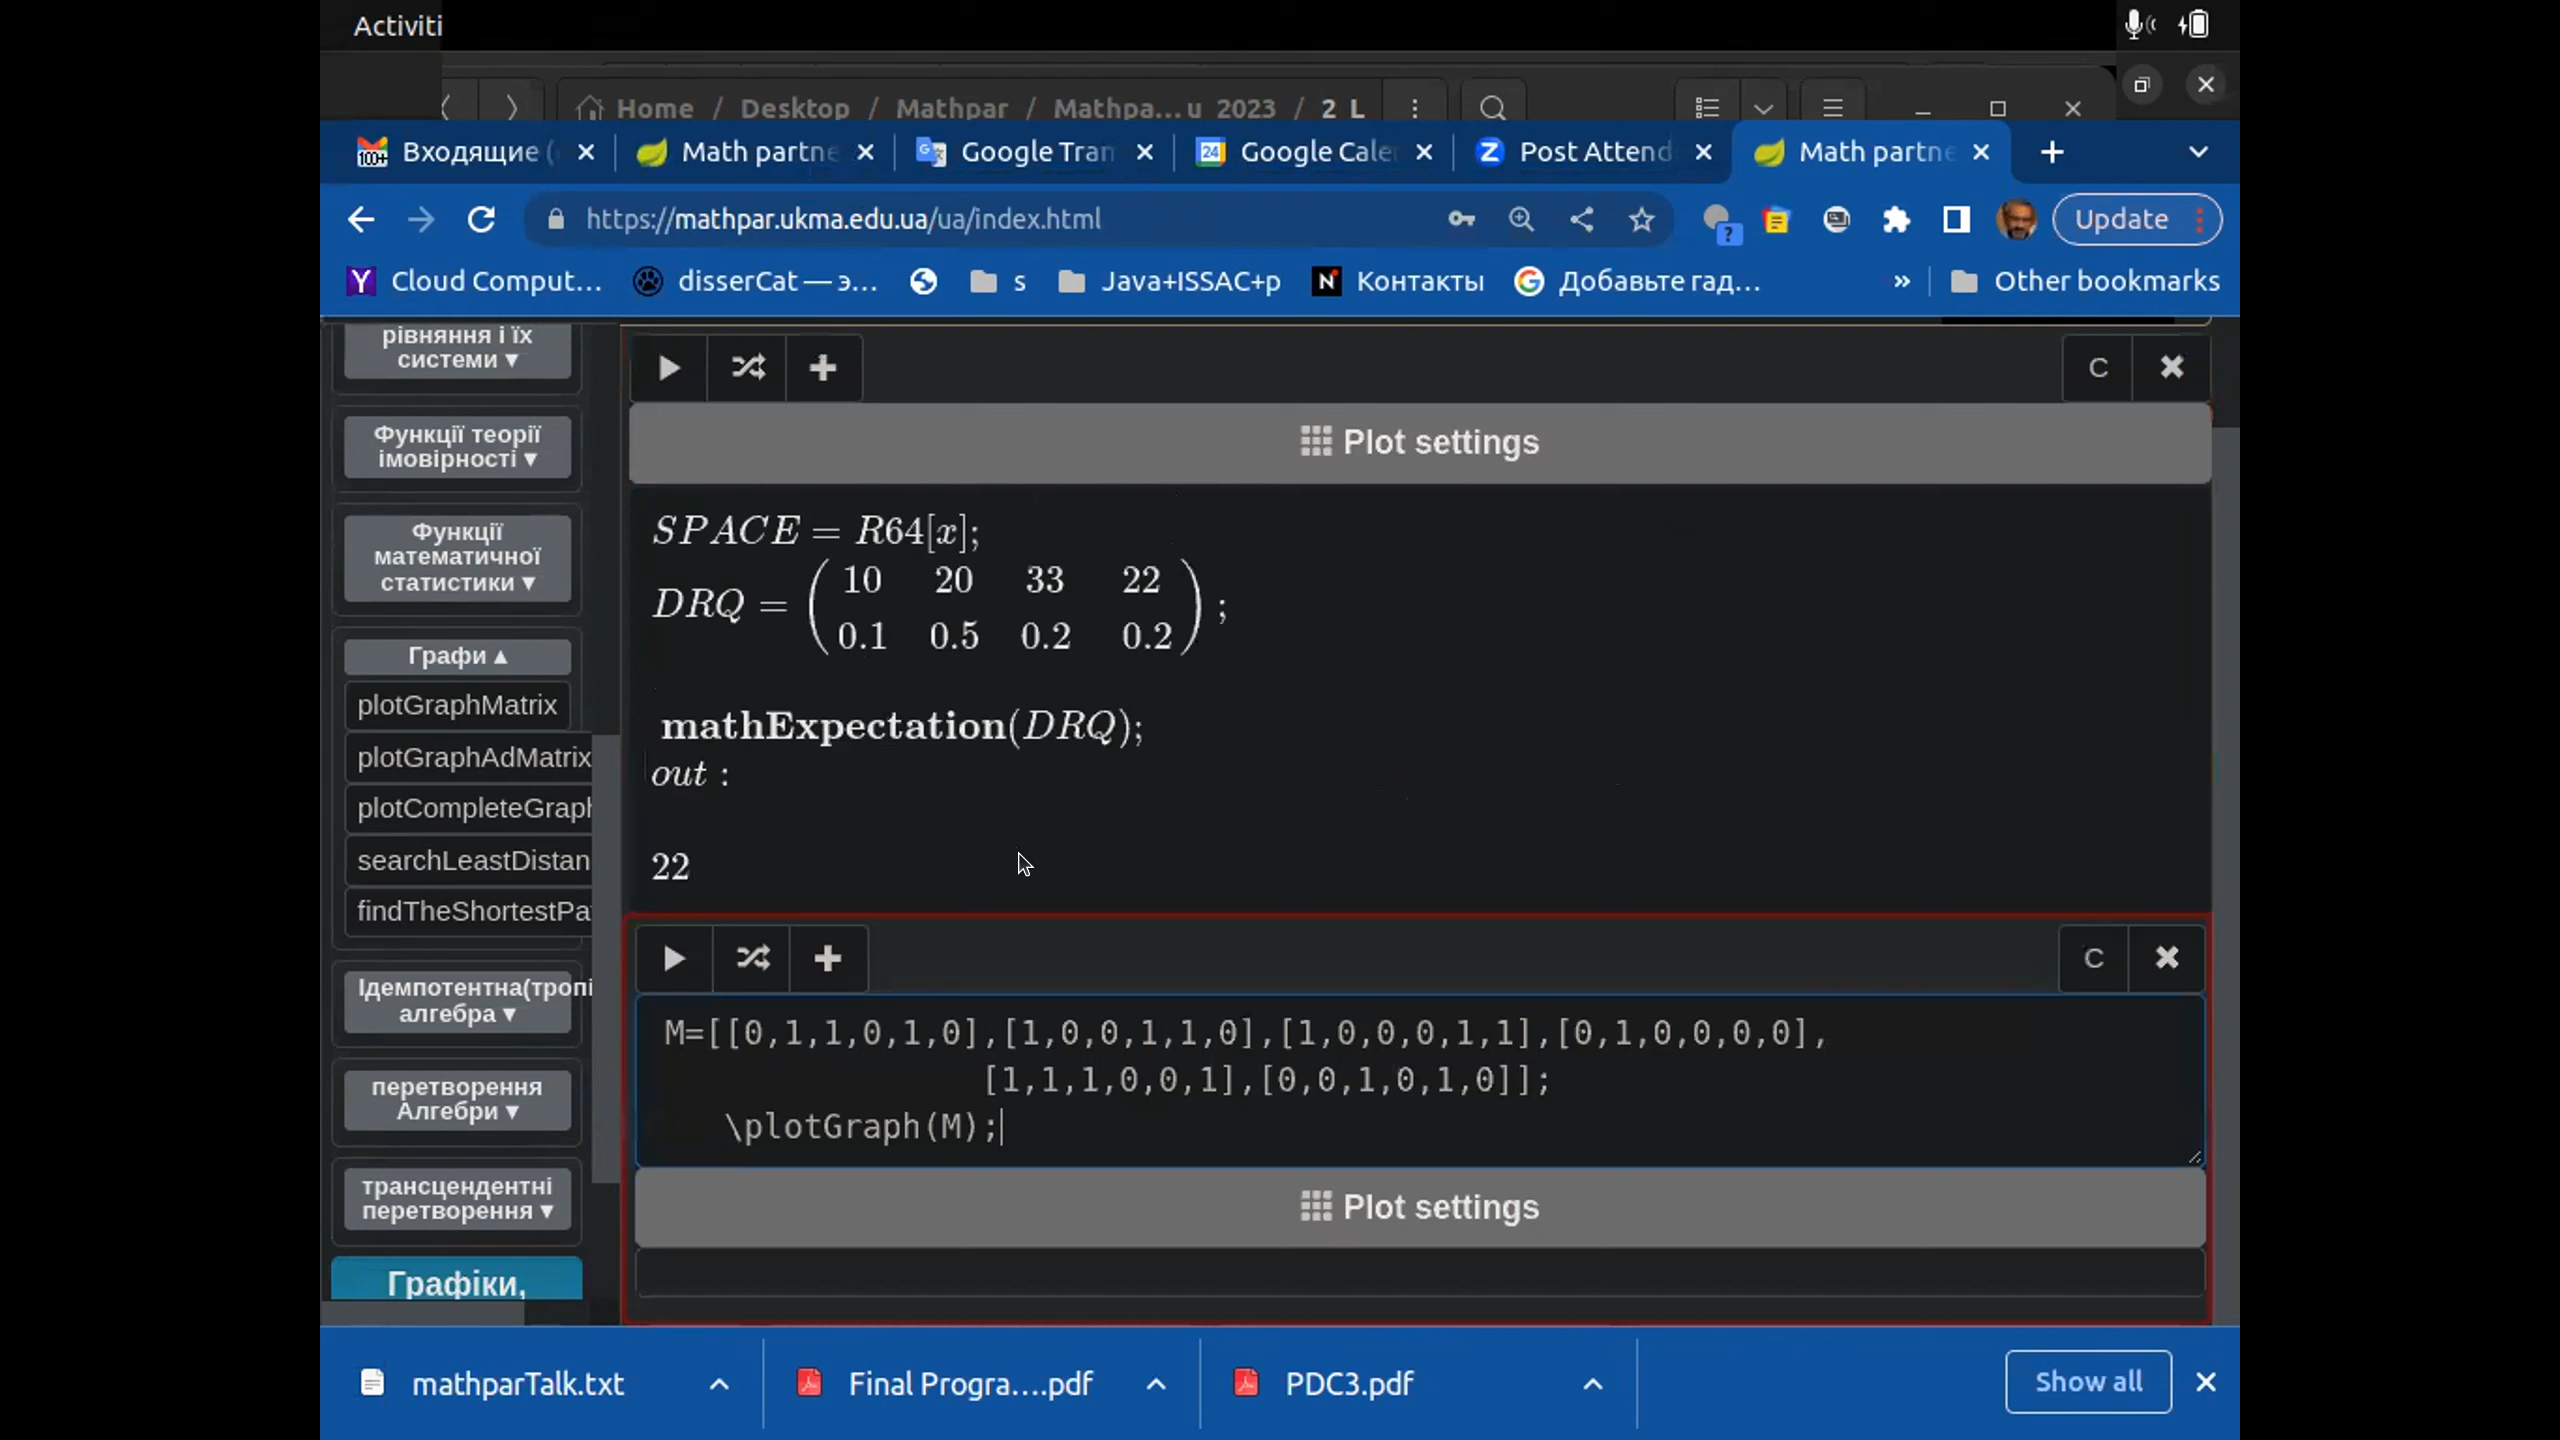 Activiti
Home / Desktop / Mathpar / Mathpa...u 2023 / 2 L
Входящие ( Math partne Google Tran Google Cale Post Attend Math partne
https://mathpar.ukma.edu.ua/ua/index.html Update
Cloud Comput... disserCat — э... s Java+ISSAC+p Контакты Добавьте гад... » Other bookmarks
рівняння і їх
системи ▾
Функції теорії
імовірності ▾
Функції
математичної
статистики ▾
Графи ▴
plotGraphMatrix
plotGraphAdMatrix
plotCompleteGraph
searchLeastDistan
findTheShortestPa
Ідемпотентна(тропі
алгебра ▾
перетворення
Алгебри ▾
трансцендентні
перетворення ▾
Графіки,
C
Plot settings
SPACE = R64[x];
DRQ = ( 10 20 33 22
0.1 0.5 0.2 0.2 ) ;
mathExpectation(DRQ);
out :
22
C
M=[[0,1,1,0,1,0],[1,0,0,1,1,0],[1,0,0,0,1,1],[0,1,0,0,0,0],
[1,1,1,0,0,1],[0,0,1,0,1,0]];
\plotGraph(M);
Plot settings
mathparTalk.txt Final Progra....pdf PDC3.pdf Show all